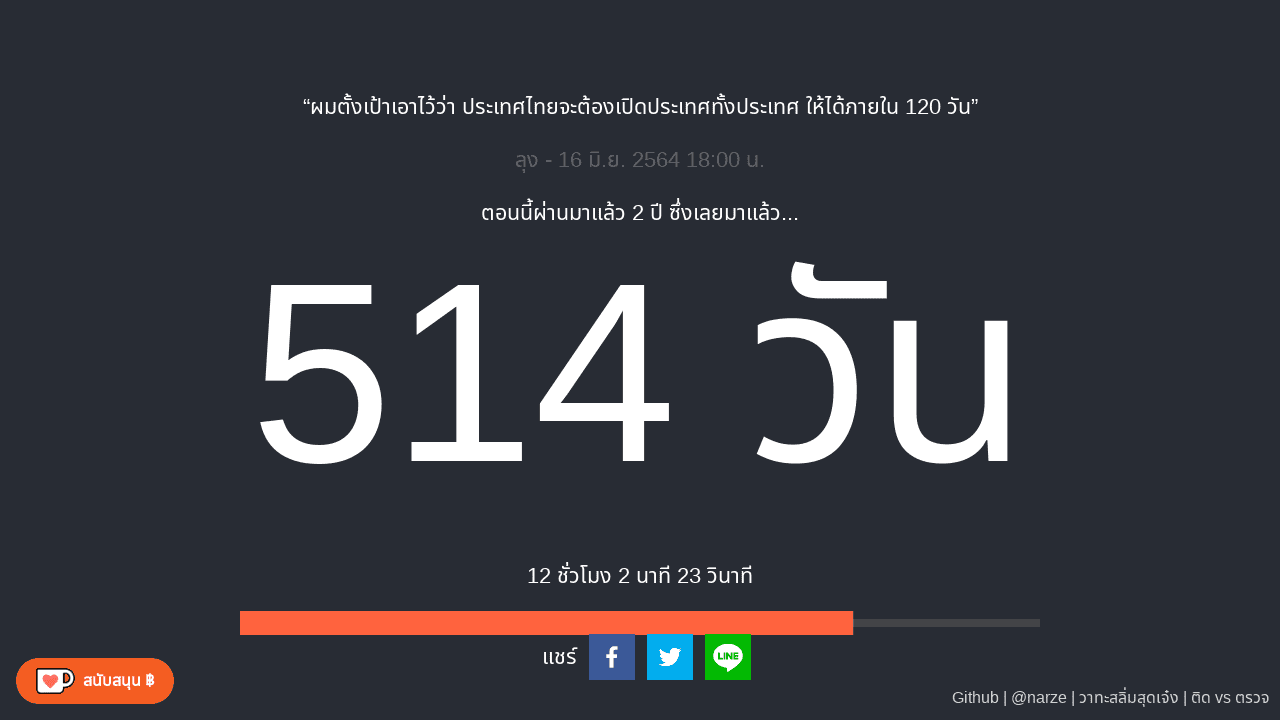 “ผมตั้งเป้าเอาไว้ว่า ประเทศไทยจะต้องเปิดประเทศทั้งประเทศ ให้ได้ภายใน 120 วัน”
ลุง - 16 มิ.ย. 2564 18:00 น.
ตอนนี้ผ่านมาแล้ว 2 ปี ซึ่งเลยมาแล้ว...
514 วัน
12 ชั่วโมง 2 นาที 23 วินาที
แชร์
LINE
สนับสนุน ฿
Github | @narze | วาทะสลิ่มสุดเจ๋ง | ติด vs ตรวจ